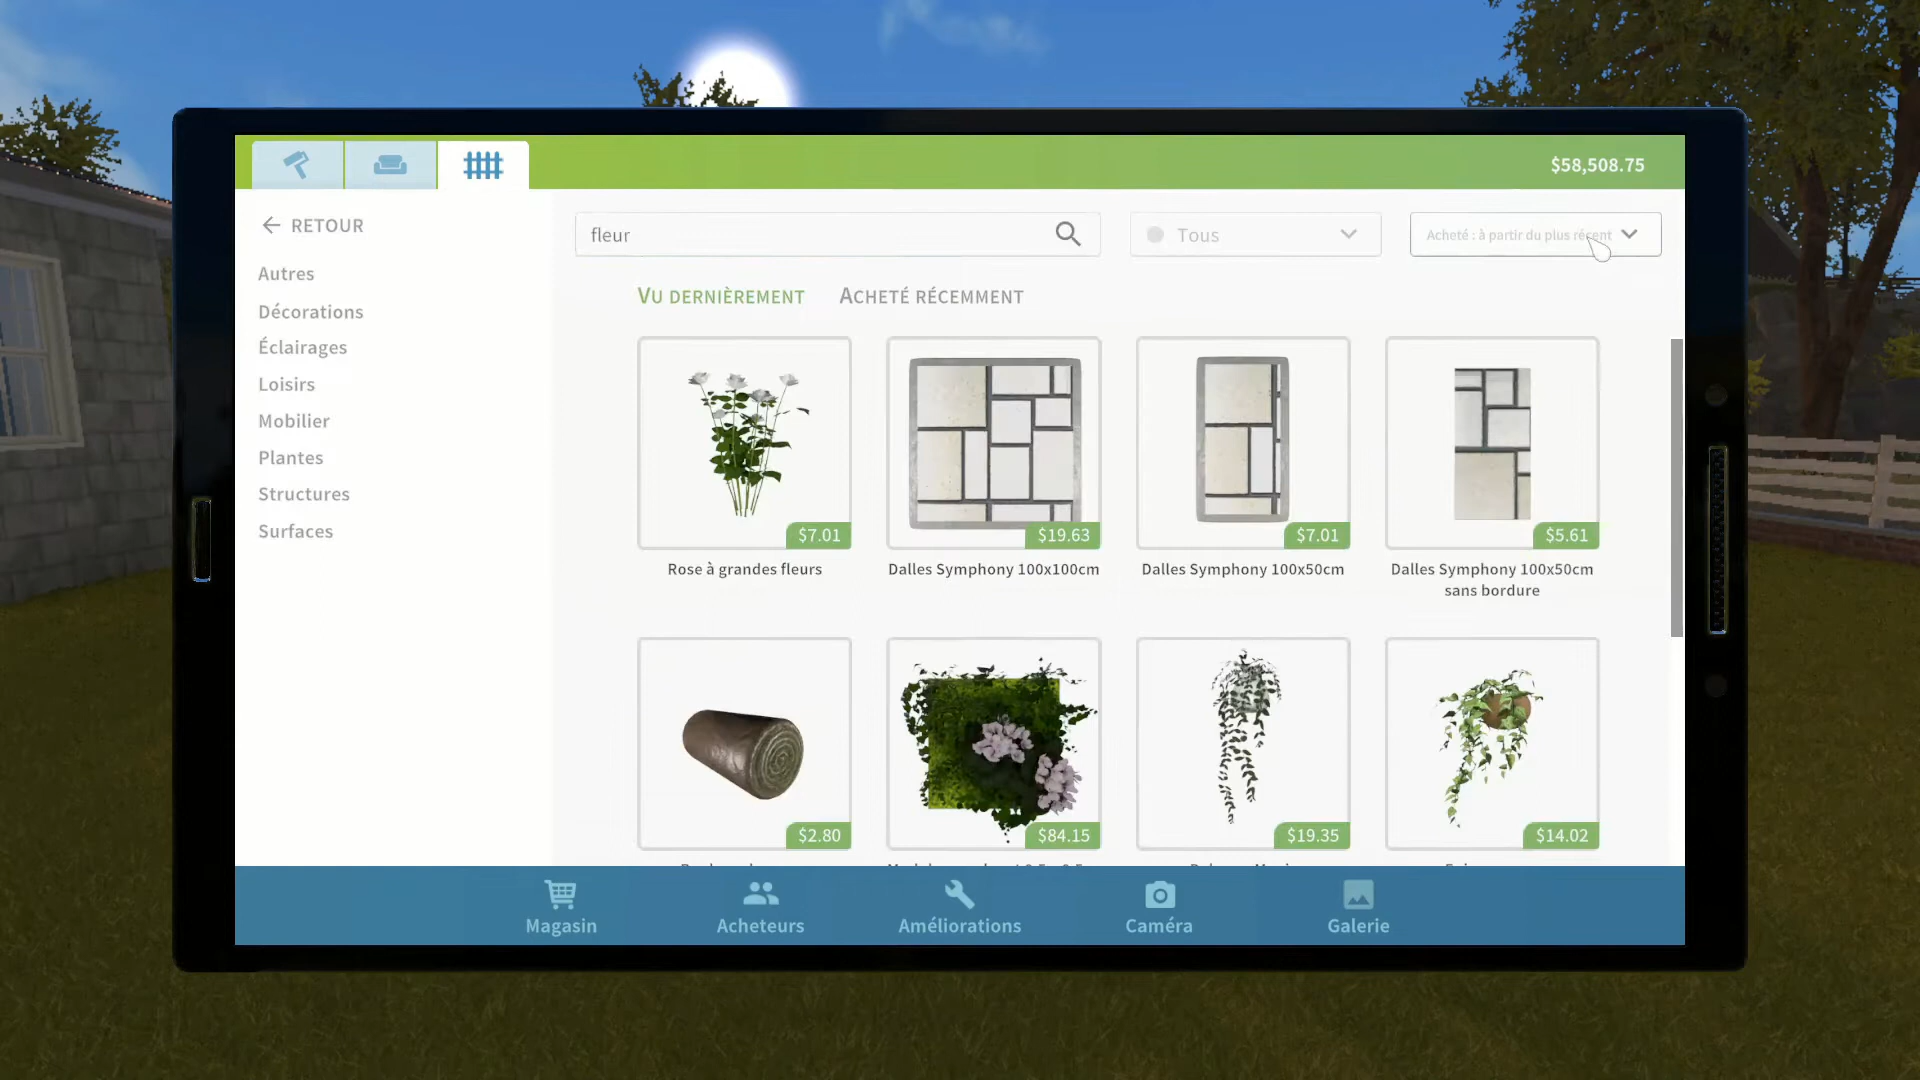 $58,508.75
RETOUR
fleur
Tous
Acheté : à partir du plus récent
Autres
Décorations
Éclairages
Loisirs
Mobilier
Plantes
Structures
Surfaces
VU DERNIÈREMENT
ACHETÉ RÉCEMMENT
$7.01
$19.63
$7.01
$5.61
Rose à grandes fleurs
Dalles Symphony 100x100cm
Dalles Symphony 100x50cm
Dalles Symphony 100x50cm
sans bordure
$2.80
$84.15
$19.35
$14.02
Magasin
Acheteurs
Améliorations
Caméra
Galerie